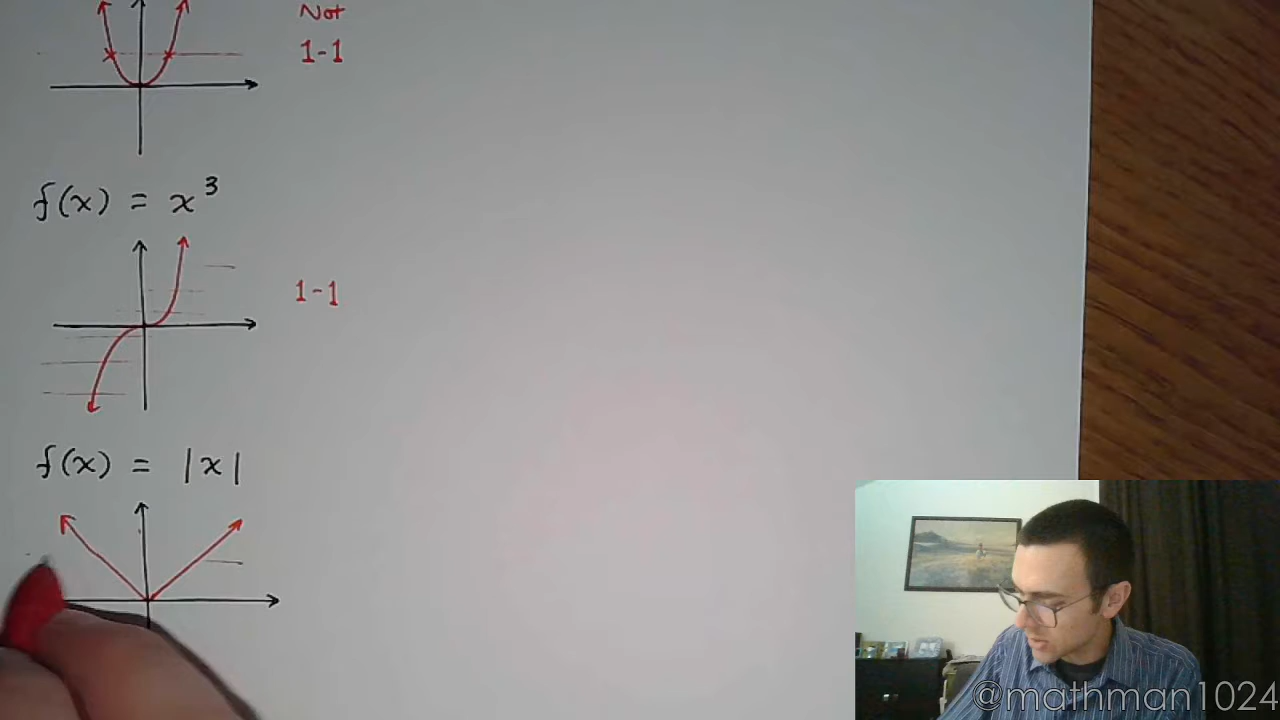 Not
1-1
f(x) = x³
1-1
f(x) = |x|
@mathman1024